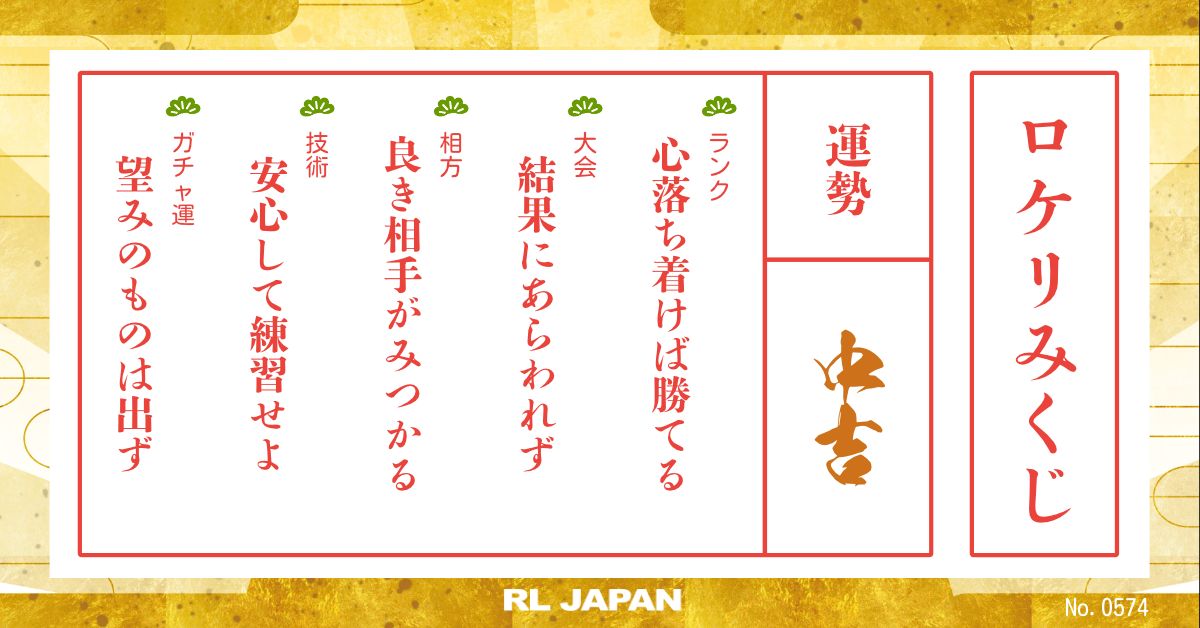 ロケリみくじ
運勢
中吉
ランク
心落ち着けば勝てる
大会
結果にあらわれず
相方
良き相手がみつかる
技術
安心して練習せよ
ガチャ運
望みのものは出ず
RL JAPAN
No. 0574